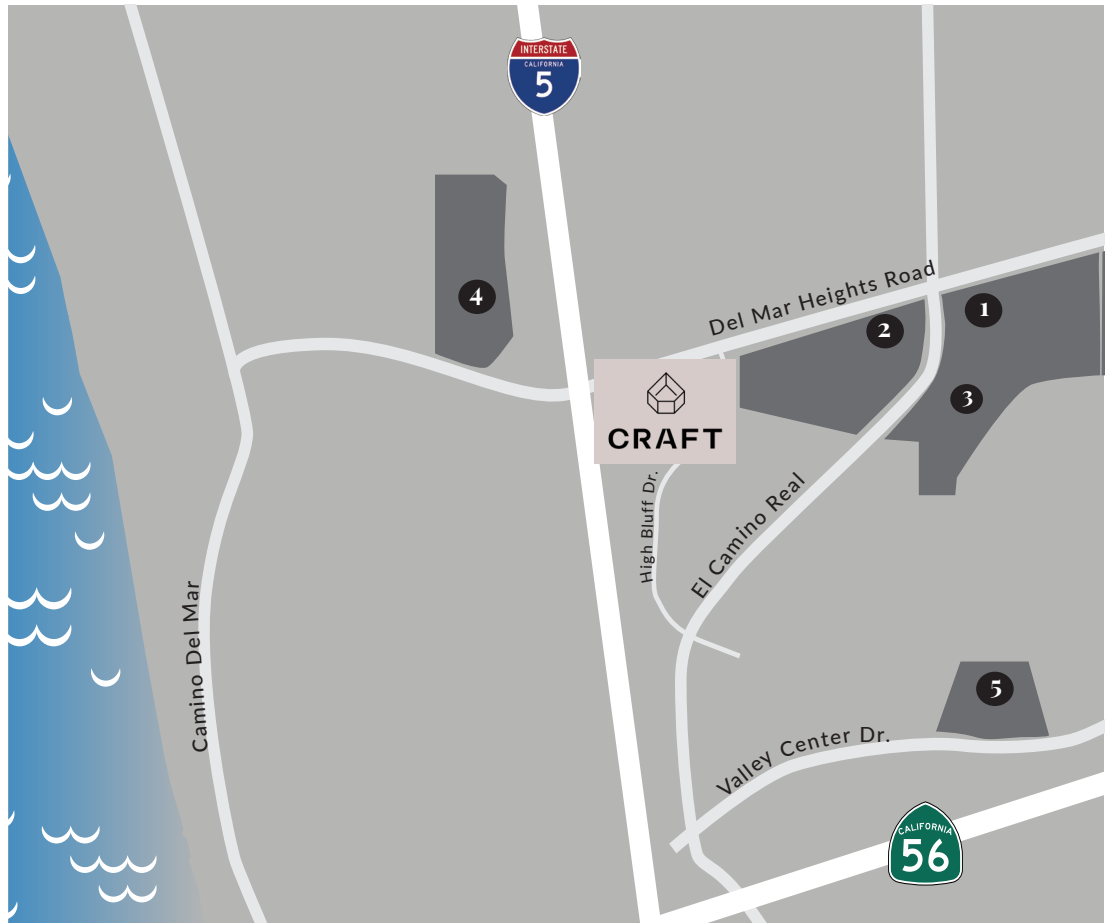 INTERSTATE
CALIFORNIA
5
4
Del Mar Heights Road
1
2
3
CRAFT
High Bluff Dr.
El Camino Real
Camino Del Mar
5
Valley Center Dr.
CALIFORNIA
56